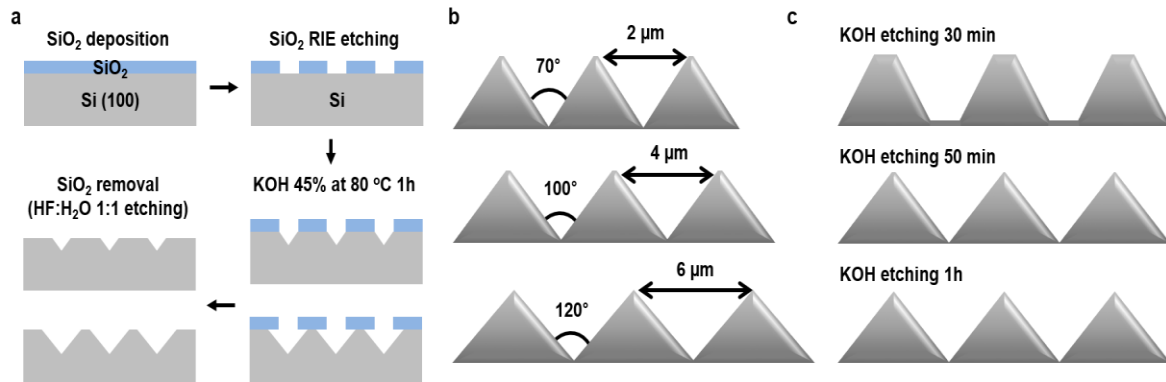 a
SiO₂ deposition
SiO₂
Si (100)
SiO₂ RIE etching
Si
KOH 45% at 80 ºC 1h
SiO₂ removal
(HF:H₂O 1:1 etching)
b
2 µm
70°
4 µm
100°
6 µm
120°
c
KOH etching 30 min
KOH etching 50 min
KOH etching 1h